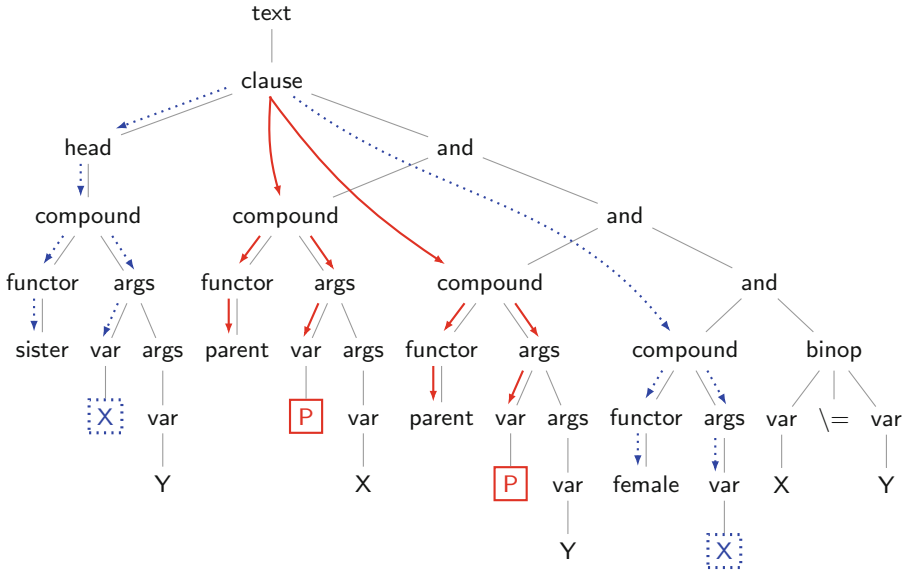 text
clause
head and
compound compound and
functor args functor args compound and
sister var args parent var args functor args compound binop
X var P var parent var args functor args var \= var
Y X P var female var X Y
Y X